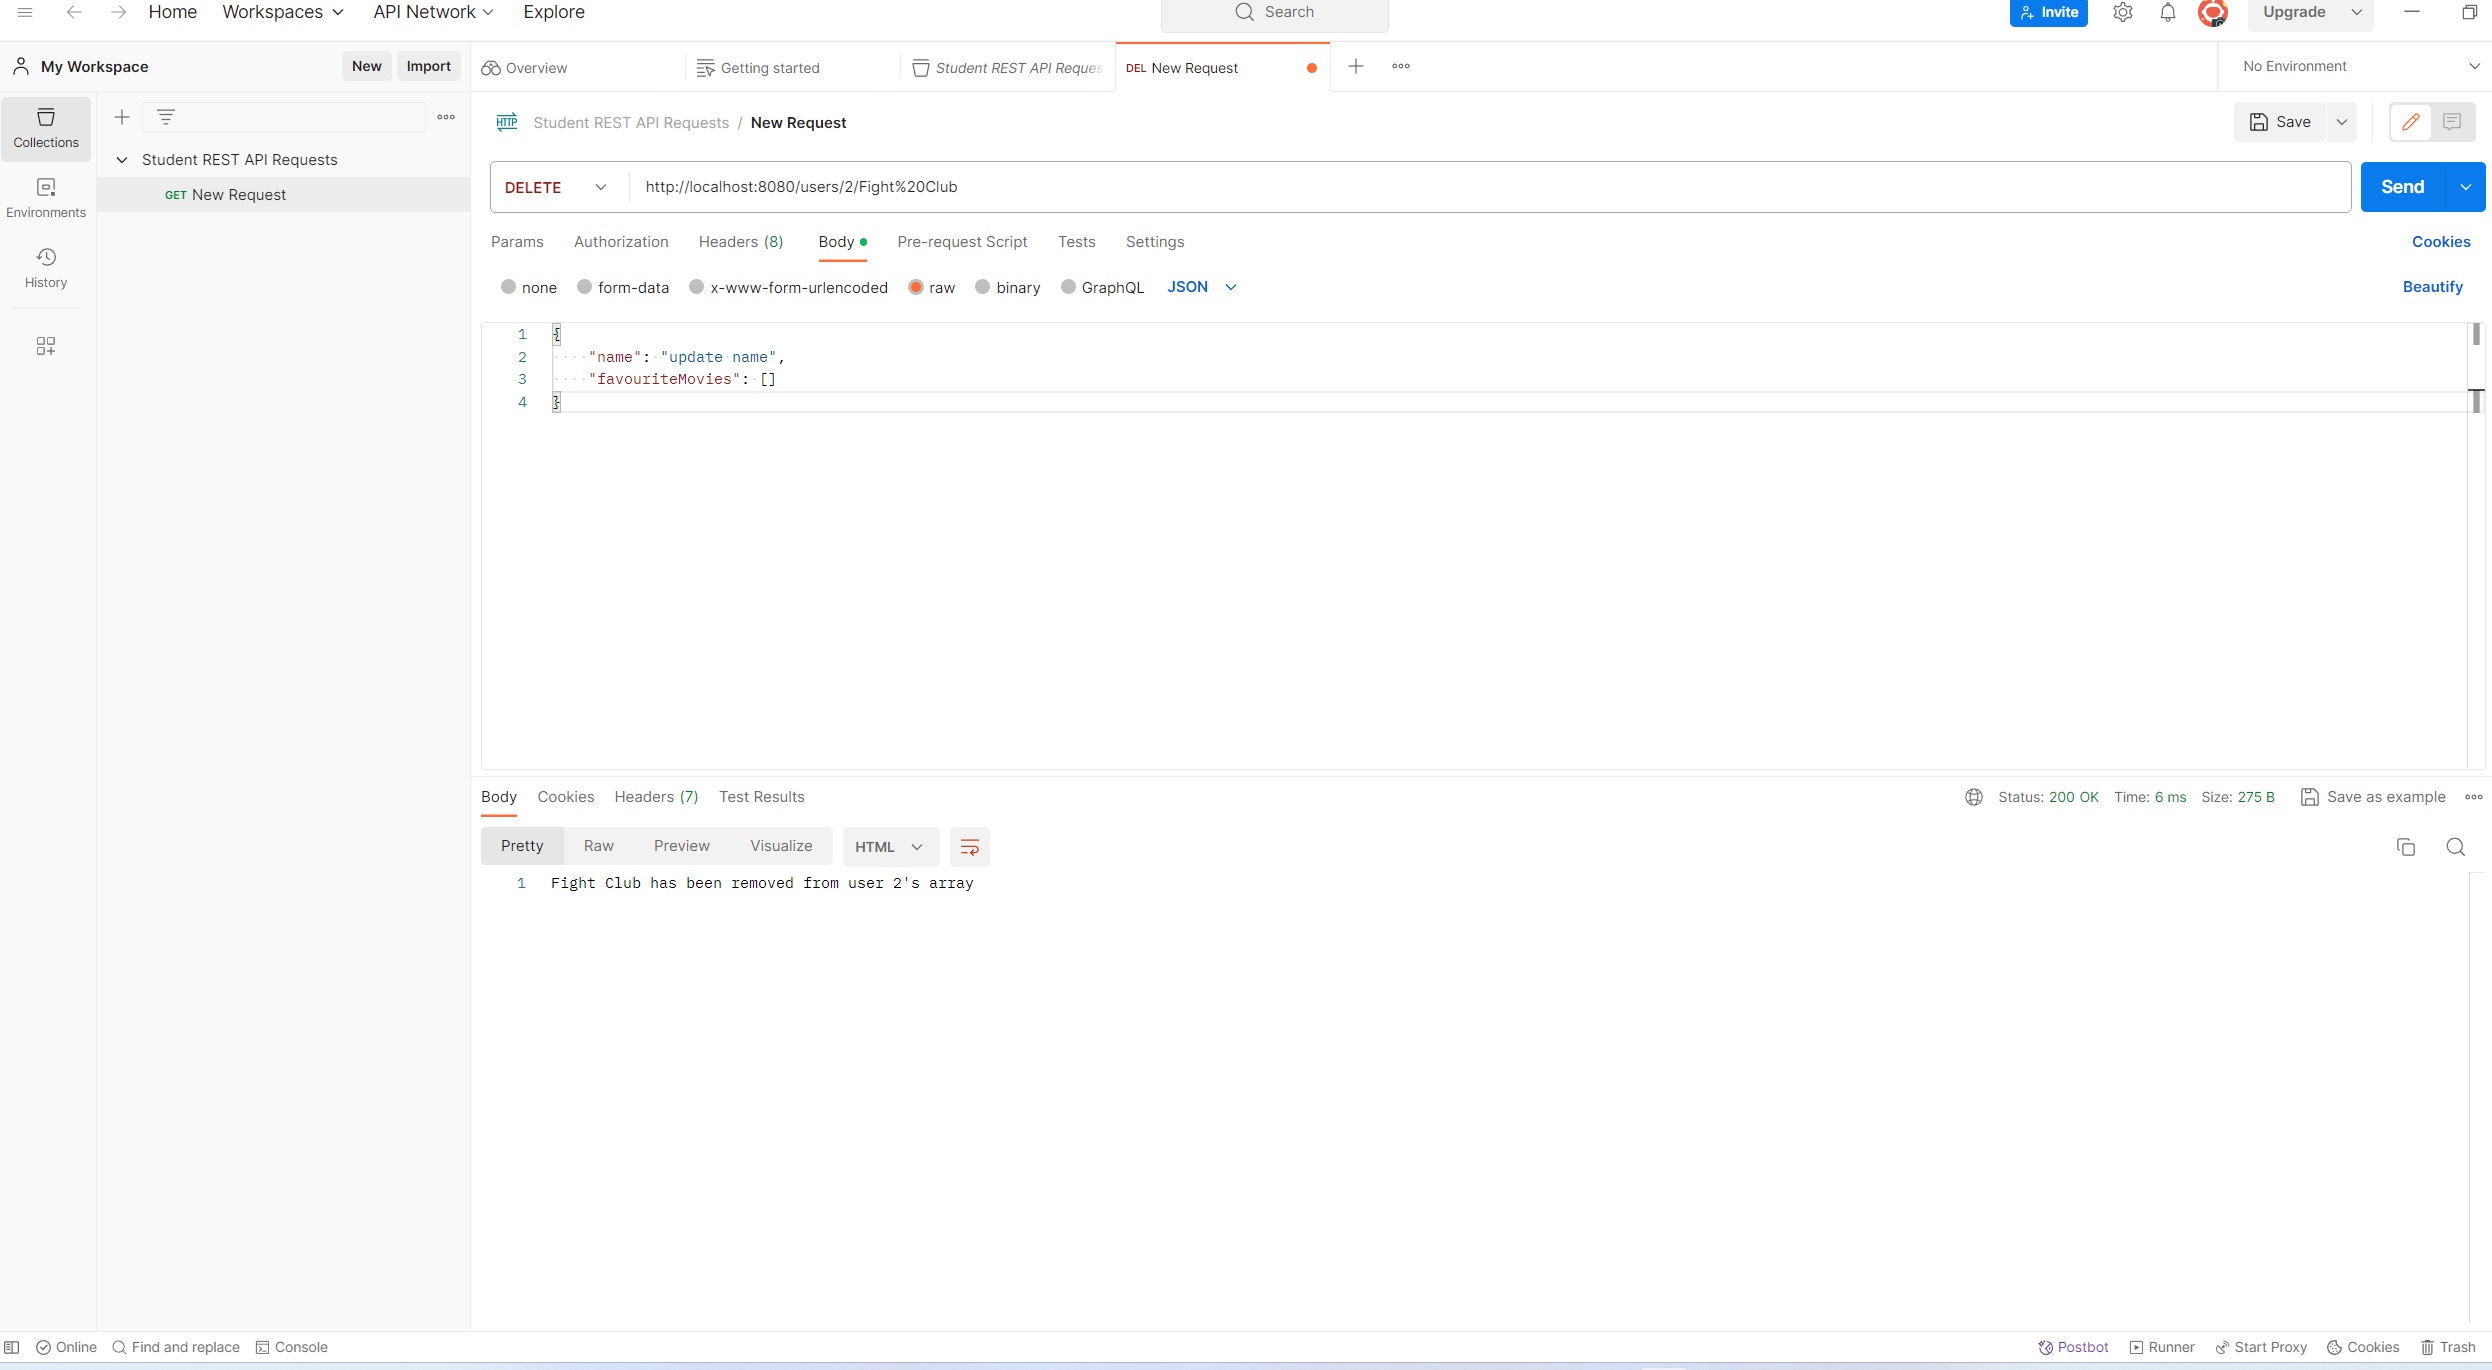 Home Workspaces API Network Explore Search Invite Upgrade
My Workspace New Import Overview Getting started Student REST API Reques DEL New Request No Environment
Collections
Student REST API Requests
GET New Request
Environments
History
HTTP Student REST API Requests / New Request Save
DELETE http://localhost:8080/users/2/Fight%20Club Send
Params Authorization Headers (8) Body Pre-request Script Tests Settings Cookies
none form-data x-www-form-urlencoded raw binary GraphQL JSON Beautify
1 {
2 "name": "update name",
3 "favouriteMovies": []
4 }
Body Cookies Headers (7) Test Results Status: 200 OK Time: 6 ms Size: 275 B Save as example
Pretty Raw Preview Visualize HTML
1 Fight Club has been removed from user 2's array
Online Find and replace Console Postbot Runner Start Proxy Cookies Trash